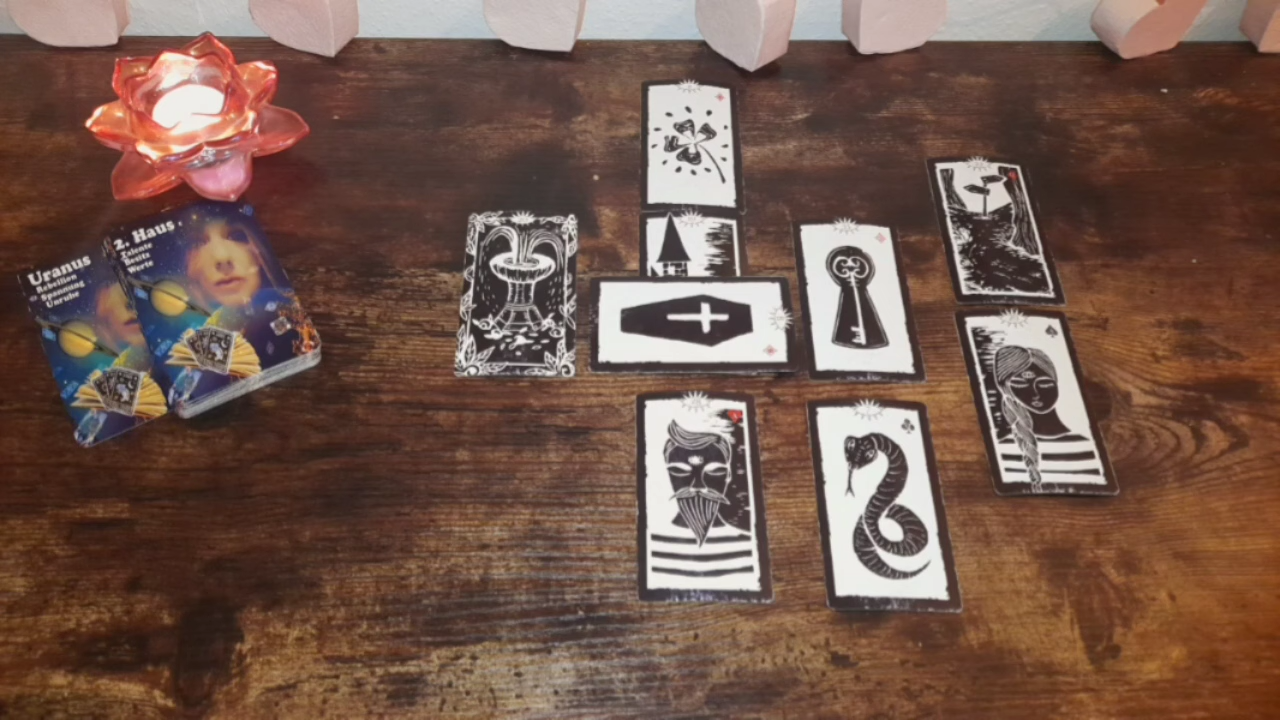 Uranus
Rebellion
Spannung
Unruhe
2. Haus
Talente
Besitz
Werte